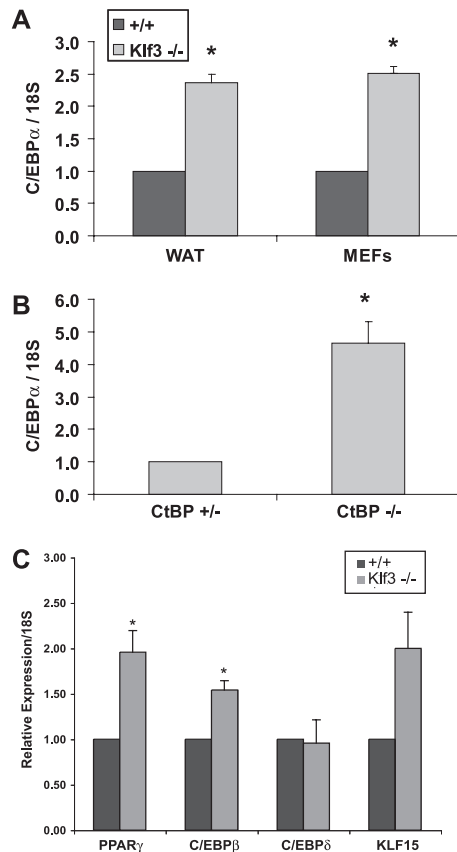 A
+/+
Klf3 -/-
C/EBPα / 18S
3.0
2.5
2.0
1.5
1.0
0.5
0.0
*
*
WAT
MEFs
B
C/EBPα / 18S
6.0
5.0
4.0
3.0
2.0
1.0
0.0
*
CtBP +/-
CtBP -/-
C
+/+
Klf3 -/-
Relative Expression/18S
3.00
2.50
2.00
1.50
1.00
0.50
0.00
*
*
PPARγ
C/EBPβ
C/EBPδ
KLF15